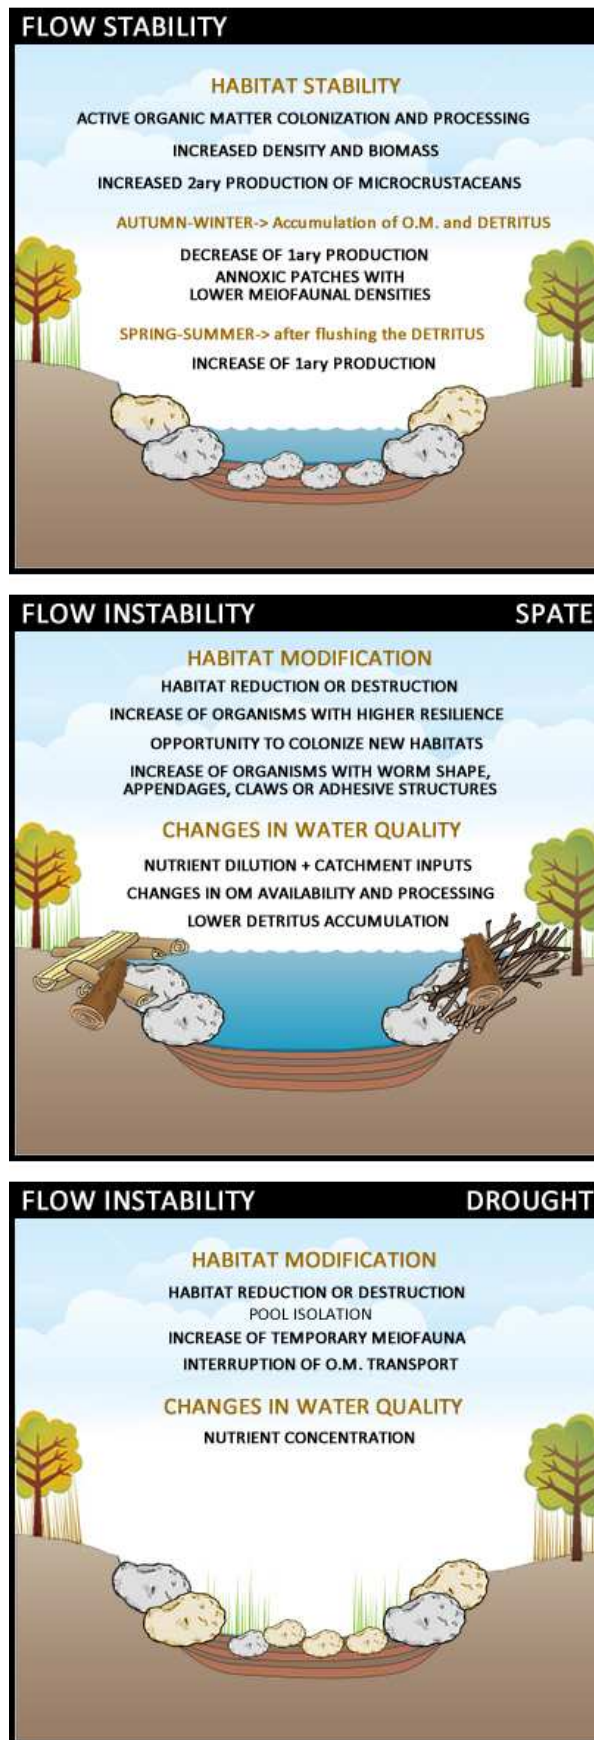 FLOW STABILITY
HABITAT STABILITY
ACTIVE ORGANIC MATTER COLONIZATION AND PROCESSING
INCREASED DENSITY AND BIOMASS
INCREASED 2ary PRODUCTION OF MICROCRUSTACEANS
AUTUMN-WINTER-> Accumulation of O.M. and DETRITUS
DECREASE OF 1ary PRODUCTION
ANNOXIC PATCHES WITH
LOWER MEIOFAUNAL DENSITIES
SPRING-SUMMER-> after flushing the DETRITUS
INCREASE OF 1ary PRODUCTION
FLOW INSTABILITY SPATE
HABITAT MODIFICATION
HABITAT REDUCTION OR DESTRUCTION
INCREASE OF ORGANISMS WITH HIGHER RESILIENCE
OPPORTUNITY TO COLONIZE NEW HABITATS
INCREASE OF ORGANISMS WITH WORM SHAPE,
APPENDAGES, CLAWS OR ADHESIVE STRUCTURES
CHANGES IN WATER QUALITY
NUTRIENT DILUTION + CATCHMENT INPUTS
CHANGES IN OM AVAILABILITY AND PROCESSING
LOWER DETRITUS ACCUMULATION
FLOW INSTABILITY DROUGHT
HABITAT MODIFICATION
HABITAT REDUCTION OR DESTRUCTION
POOL ISOLATION
INCREASE OF TEMPORARY MEIOFAUNA
INTERRUPTION OF O.M. TRANSPORT
CHANGES IN WATER QUALITY
NUTRIENT CONCENTRATION